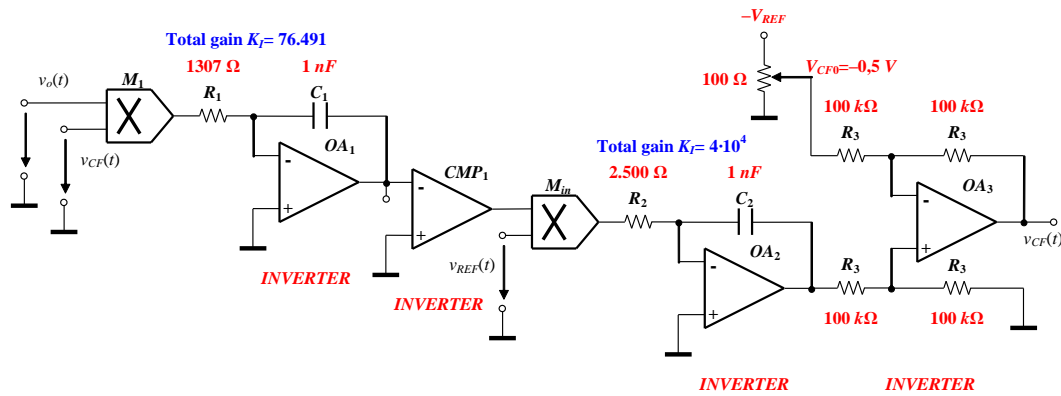 –V_REF
Total gain K_I= 76.491
1307 Ω
1 nF
100 Ω
V_CF0=–0,5 V
v_o(t)
M_1
R_1
C_1
100 kΩ
100 kΩ
v_CF(t)
OA_1
R_3
R_3
Total gain K_I= 4·10^4
2.500 Ω
1 nF
CMP_1
M_in
R_2
C_2
OA_3
v_CF(t)
v_REF(t)
OA_2
R_3
R_3
INVERTER
INVERTER
100 kΩ
100 kΩ
INVERTER
INVERTER
-
+
-
+
-
+
-
+